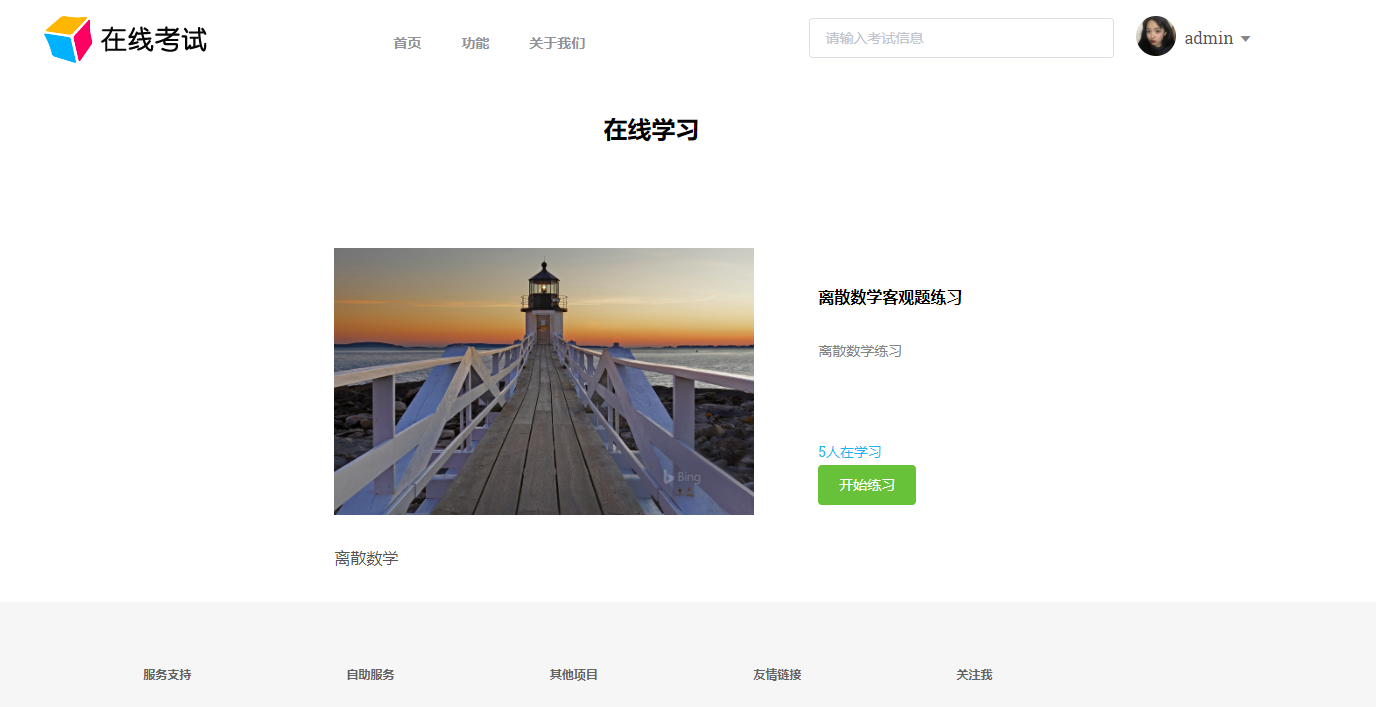 在线考试
首页
功能
关于我们
请输入考试信息
admin
在线学习
Bing
离散数学客观题练习
离散数学练习
5人在学习
开始练习
离散数学
服务支持
自助服务
其他项目
友情链接
关注我